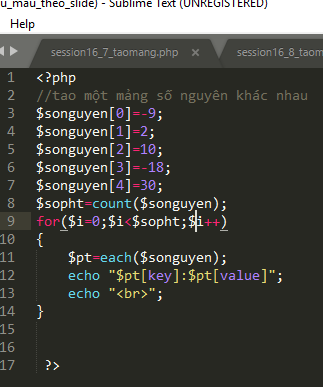 u_mau_theo_slide) - Sublime Text (UNREGISTERED)
Help
session16_7_taomang.php × session16_8_taom
1 <?php
2 //tao một mảng số nguyên khác nhau
3 $songuyen[0]=-9;
4 $songuyen[1]=2;
5 $songuyen[2]=10;
6 $songuyen[3]=-18;
7 $songuyen[4]=30;
8 $sopht=count($songuyen);
9 for($i=0;$i<$sopht;$i++)
10 {
11 $pt=each($songuyen);
12 echo "$pt[key]:$pt[value]";
13 echo "<br>";
14 }
15
16
17 ?>